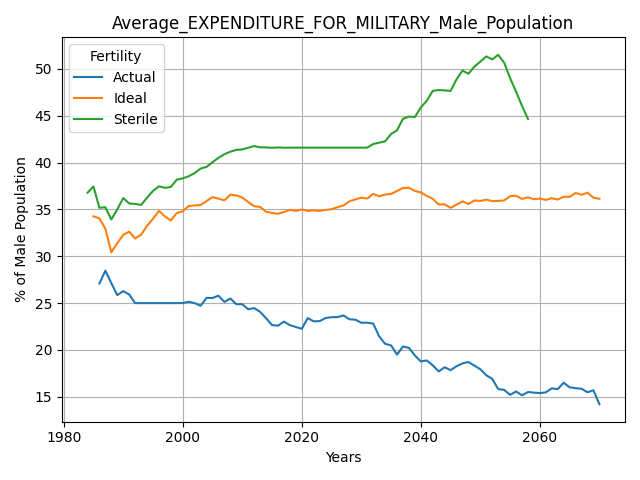 Average_EXPENDITURE_FOR_MILITARY_Male_Population
Fertility
Actual
Ideal
Sterile
% of Male Population
50
45
40
35
30
25
20
15
1980
2000
2020
2040
2060
Years